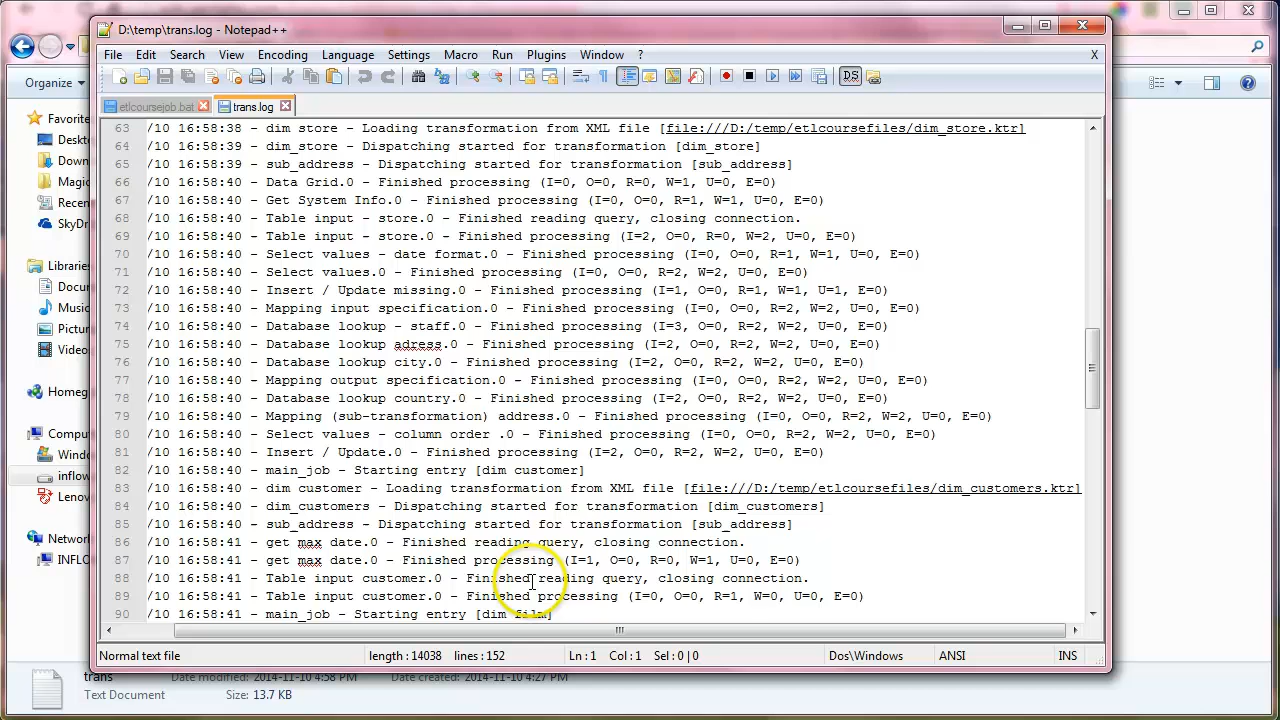 D:\temp\trans.log - Notepad++
File Edit Search View Encoding Language Settings Macro Run Plugins Window ? X
etlcoursejob.bat trans.log
Organize
Favorite
Deskto
Down
Magic
Recen
SkyDr
Libraries
Docu
Music
Pictur
Video
Homeg
Compu
Windo
inflow
Lenov
Networ
INFLO
63 /10 16:58:38 - dim store - Loading transformation from XML file [file:///D:/temp/etlcoursefiles/dim_store.ktr]
64 /10 16:58:39 - dim_store - Dispatching started for transformation [dim_store]
65 /10 16:58:39 - sub_address - Dispatching started for transformation [sub_address]
66 /10 16:58:40 - Data Grid.0 - Finished processing (I=0, O=0, R=0, W=1, U=0, E=0)
67 /10 16:58:40 - Get System Info.0 - Finished processing (I=0, O=0, R=1, W=1, U=0, E=0)
68 /10 16:58:40 - Table input - store.0 - Finished reading query, closing connection.
69 /10 16:58:40 - Table input - store.0 - Finished processing (I=2, O=0, R=0, W=2, U=0, E=0)
70 /10 16:58:40 - Select values - date format.0 - Finished processing (I=0, O=0, R=1, W=1, U=0, E=0)
71 /10 16:58:40 - Select values.0 - Finished processing (I=0, O=0, R=2, W=2, U=0, E=0)
72 /10 16:58:40 - Insert / Update missing.0 - Finished processing (I=1, O=0, R=1, W=1, U=1, E=0)
73 /10 16:58:40 - Mapping input specification.0 - Finished processing (I=0, O=0, R=2, W=2, U=0, E=0)
74 /10 16:58:40 - Database lookup - staff.0 - Finished processing (I=3, O=0, R=2, W=2, U=0, E=0)
75 /10 16:58:40 - Database lookup adress.0 - Finished processing (I=2, O=0, R=2, W=2, U=0, E=0)
76 /10 16:58:40 - Database lookup city.0 - Finished processing (I=2, O=0, R=2, W=2, U=0, E=0)
77 /10 16:58:40 - Mapping output specification.0 - Finished processing (I=0, O=0, R=2, W=2, U=0, E=0)
78 /10 16:58:40 - Database lookup country.0 - Finished processing (I=2, O=0, R=2, W=2, U=0, E=0)
79 /10 16:58:40 - Mapping (sub-transformation) address.0 - Finished processing (I=0, O=0, R=2, W=2, U=0, E=0)
80 /10 16:58:40 - Select values - column order .0 - Finished processing (I=0, O=0, R=2, W=2, U=0, E=0)
81 /10 16:58:40 - Insert / Update.0 - Finished processing (I=2, O=0, R=2, W=2, U=0, E=0)
82 /10 16:58:40 - main_job - Starting entry [dim customer]
83 /10 16:58:40 - dim customer - Loading transformation from XML file [file:///D:/temp/etlcoursefiles/dim_customers.ktr]
84 /10 16:58:40 - dim_customers - Dispatching started for transformation [dim_customers]
85 /10 16:58:40 - sub_address - Dispatching started for transformation [sub_address]
86 /10 16:58:41 - get max date.0 - Finished reading query, closing connection.
87 /10 16:58:41 - get max date.0 - Finished processing (I=1, O=0, R=0, W=1, U=0, E=0)
88 /10 16:58:41 - Table input customer.0 - Finished reading query, closing connection.
89 /10 16:58:41 - Table input customer.0 - Finished processing (I=0, O=0, R=1, W=0, U=0, E=0)
90 /10 16:58:41 - main_job - Starting entry [dim film]
Normal text file length : 14038 lines : 152 Ln : 1 Col : 1 Sel : 0 | 0 Dos\Windows ANSI INS
trans Date modified: 2014-11-10 4:58 PM Date created: 2014-11-10 4:27 PM
Text Document Size: 13.7 KB